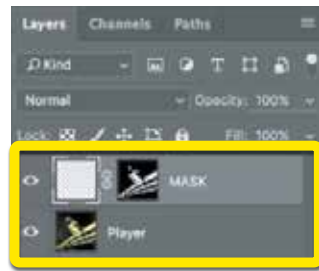 Layers Channels Paths
Kind
Normal Opacity: 100%
Lock: Fill: 100%
MASK
Player